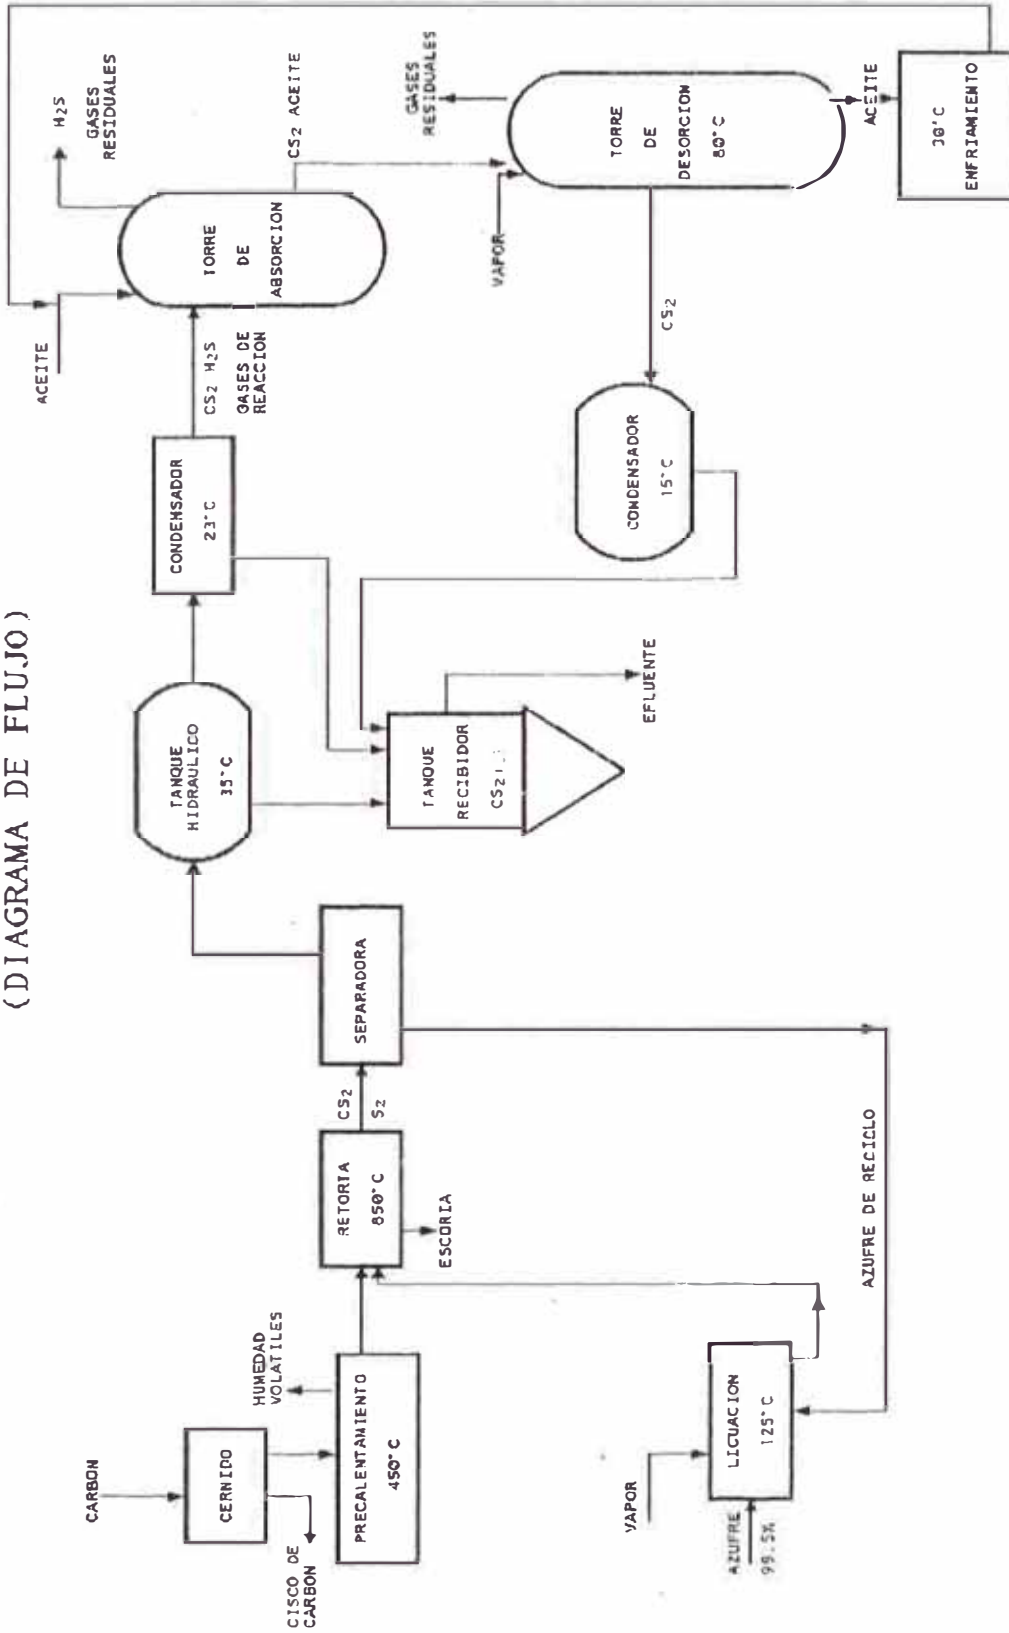 (DIAGRAMA DE FLUJO)
CARBON
CERNIDO
CISCO DE
CARBON
HUMEDAD
VOLATILES
PRECALENTAMIENTO
450°C
VAPOR
AZUFRE
99.5%
LICUACION
125°C
RETORIA
850°C
ESCORIA
CS2
S2
SEPARADORA
AZUFRE DE RECICLO
TANQUE
HIDRAULICO
35°C
TANQUE
RECIBIDOR
EFLUENTE
CONDENSADOR
23°C
CS2 H2S
GASES DE
REACCION
ACEITE
TORRE
DE
ABSORCION
H2S
GASES
RESIDUALES
CS2 ACEITE
VAPOR
GASES
RESIDUALES
TORRE
DE
DESORCION
80°C
CS2
CONDENSADOR
15°C
ACEITE
30°C
ENFRIAMIENTO